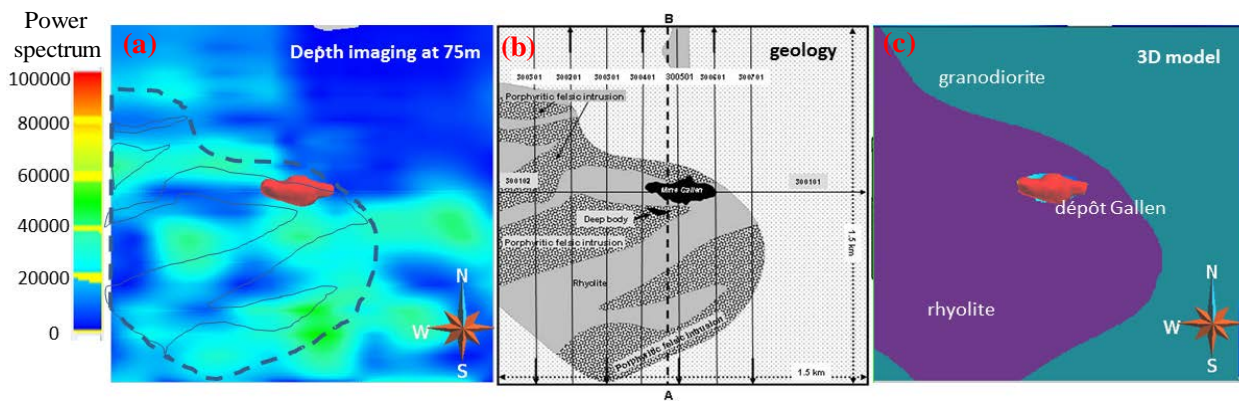 Power
spectrum
100000
80000
60000
40000
20000
0
(a)
Depth imaging at 75m
N
W
S
B
(b)
geology
300301 300201 300301 300401 300501 300601 300701
Porphyritic felsic intrusion
300102
Mine Gallen
300101
Deep body
Porphyritic felsic intrusion
Rhyolite
Porphyritic felsic intrusion
1.5 km
1.5 km
A
(c)
3D model
granodiorite
dépôt Gallen
rhyolite
N
W
S